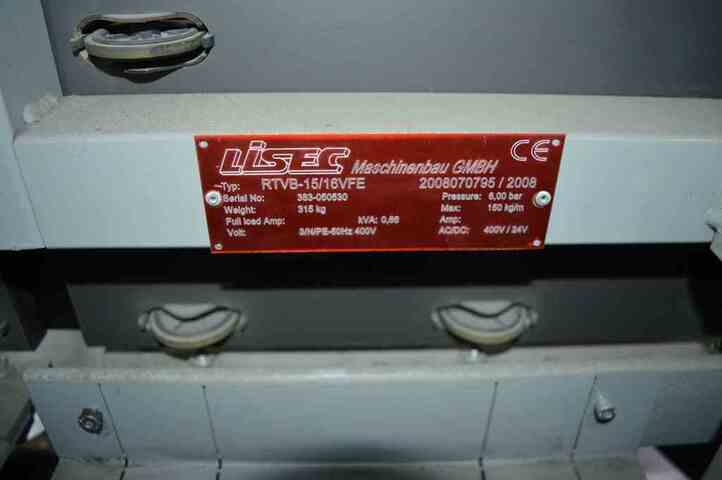 LiSEC Maschinenbau GMBH CE
Typ: RTVB-15/16VFE 2008070795 / 2008
Serial No: 383-050530 Pressure: 6,00 bar
Weight: 315 kg Max: 150 kg/m
Full load Amp: kVA: 0,86 Amp:
Volt: 3/N/PE-50Hz 400V AC/DC: 400V / 24V